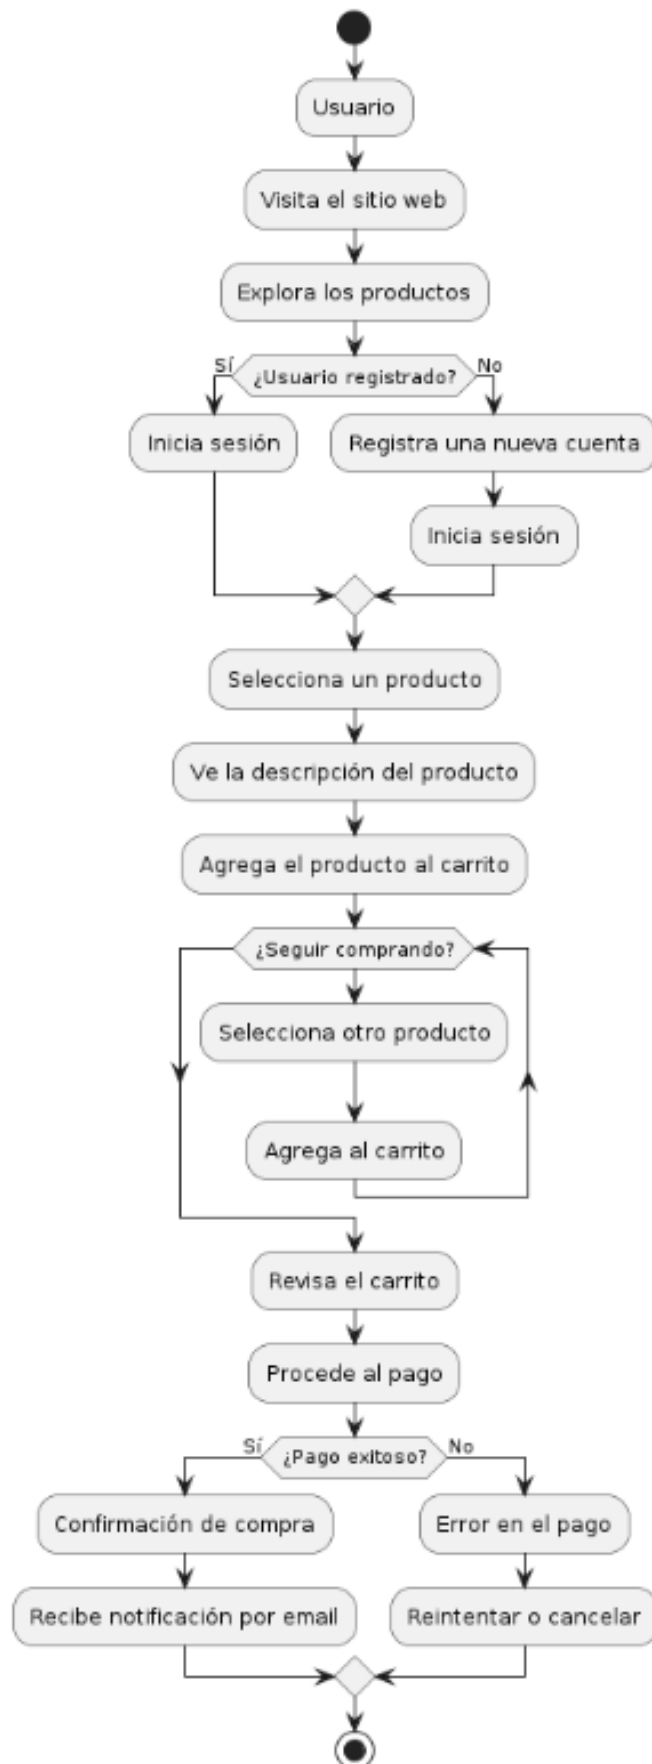 Usuario
Visita el sitio web
Explora los productos
Sí
¿Usuario registrado?
No
Inicia sesión
Registra una nueva cuenta
Inicia sesión
Selecciona un producto
Ve la descripción del producto
Agrega el producto al carrito
¿Seguir comprando?
Selecciona otro producto
Agrega al carrito
Revisa el carrito
Procede al pago
Sí
¿Pago exitoso?
No
Confirmación de compra
Error en el pago
Recibe notificación por email
Reintentar o cancelar